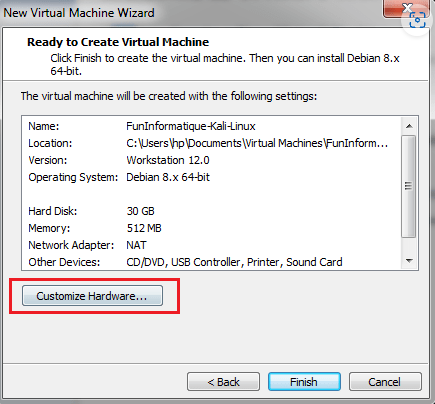 New Virtual Machine Wizard
Ready to Create Virtual Machine
Click Finish to create the virtual machine. Then you can install Debian 8.x
64-bit.
The virtual machine will be created with the following settings:
Name: FunInformatique-Kali-Linux
Location: C:\Users\hp\Documents\Virtual Machines\FunInform...
Version: Workstation 12.0
Operating System: Debian 8.x 64-bit
Hard Disk: 30 GB
Memory: 512 MB
Network Adapter: NAT
Other Devices: CD/DVD, USB Controller, Printer, Sound Card
Customize Hardware...
< Back Finish Cancel